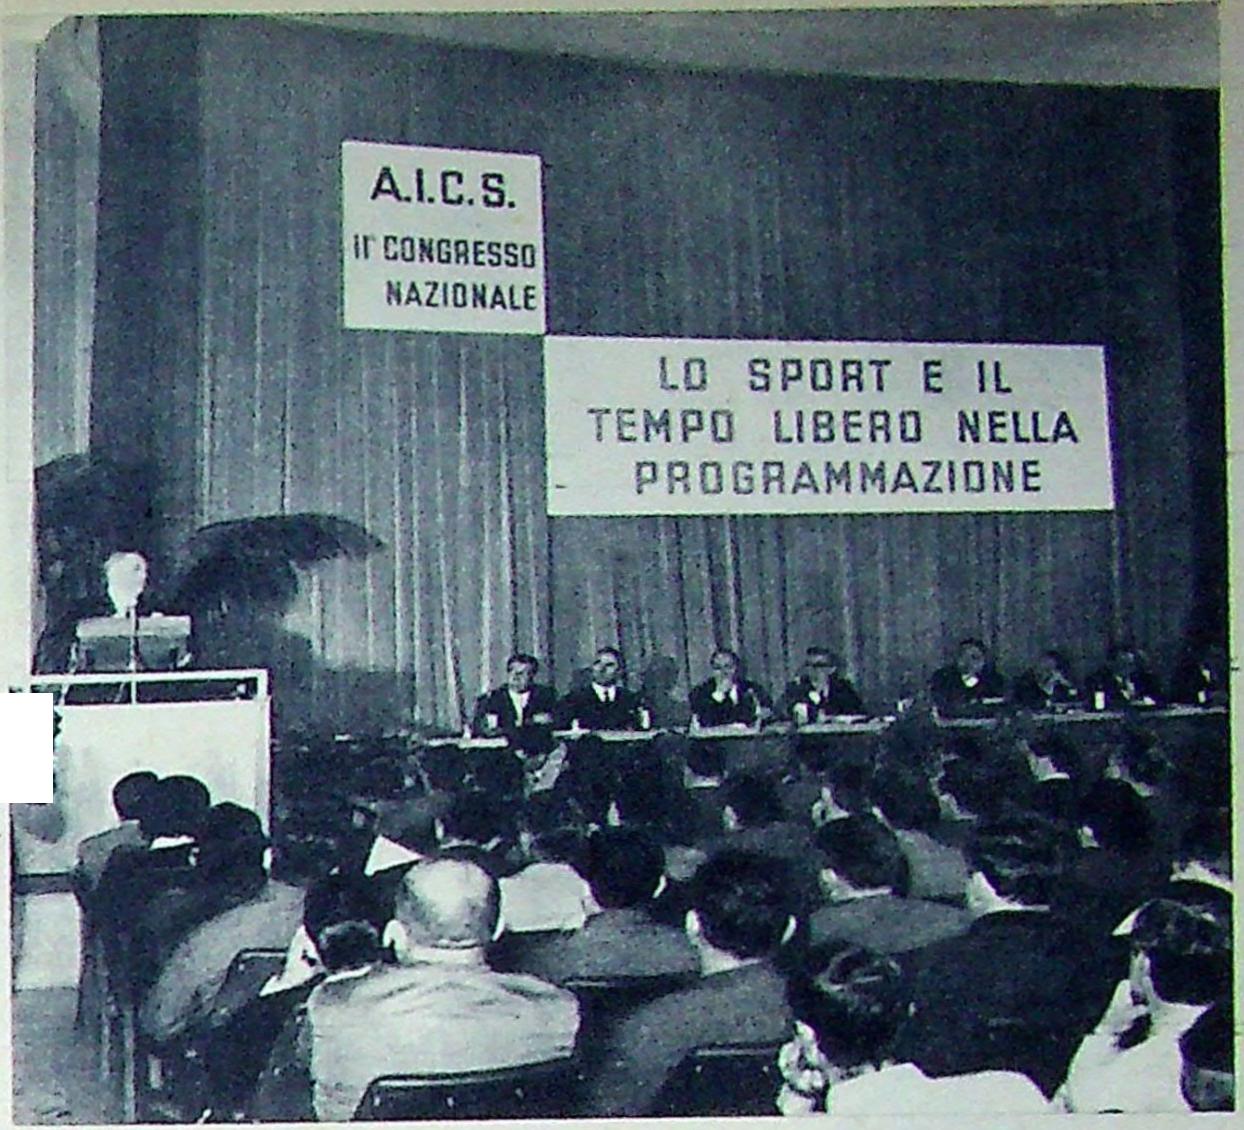 A.I.C.S.
II° CONGRESSO
NAZIONALE
LO SPORT E IL
TEMPO LIBERO NELLA
PROGRAMMAZIONE